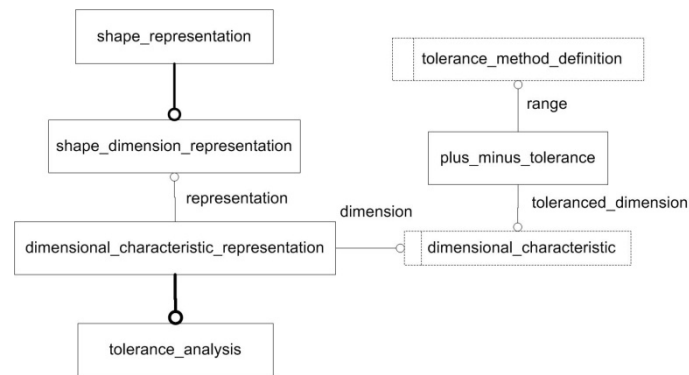 shape_representation
tolerance_method_definition
range
shape_dimension_representation
plus_minus_tolerance
representation
toleranced_dimension
dimension
dimensional_characteristic_representation
dimensional_characteristic
tolerance_analysis